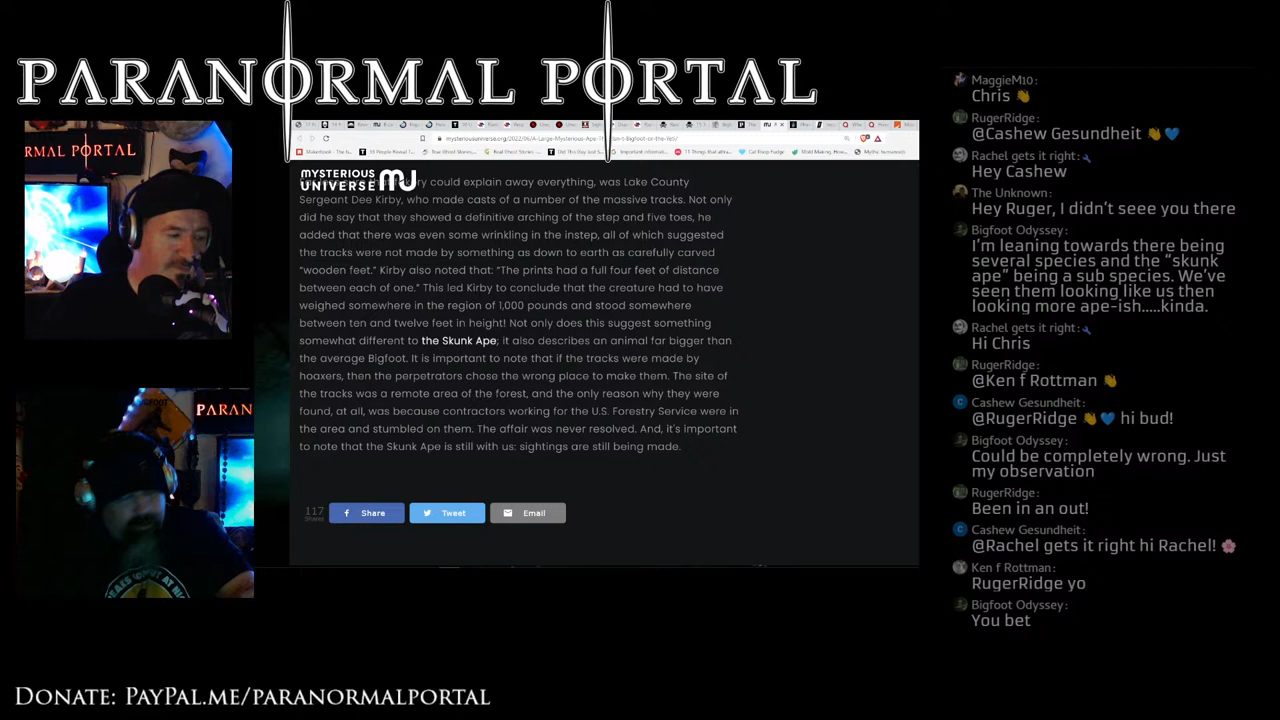 PARANORMAL PORTAL
RMAL PORTAL
PARAN
mysteriousuniverse.org/2022/06/A-Large-Mysterious-Ape-
MYSTERIOUS
UNIVERSE
could explain away everything, was Lake County
Sergeant Dee Kirby, who made casts of a number of the massive tracks. Not only
did he say that they showed a definitive arching of the step and five toes, he
added that there was even some wrinkling in the instep, all of which suggested
the tracks were not made by something as down to earth as carefully carved
“wooden feet.” Kirby also noted that: “The prints had a full four feet of distance
between each of one.” This led Kirby to conclude that the creature had to have
weighed somewhere in the region of 1,000 pounds and stood somewhere
between ten and twelve feet in height! Not only does this suggest something
somewhat different to the Skunk Ape; it also describes an animal far bigger than
the average Bigfoot. It is important to note that if the tracks were made by
hoaxers, then the perpetrators chose the wrong place to make them. The site of
the tracks was a remote area of the forest, and the only reason why they were
found, at all, was because contractors working for the U.S. Forestry Service were in
the area and stumbled on them. The affair was never resolved. And, it's important
to note that the Skunk Ape is still with us: sightings are still being made.
117
Shares
Share
Tweet
Email
MaggieM10:
Chris 👋
RugerRidge:
@Cashew Gesundheit 👋💙
Rachel gets it right:
Hey Cashew
The Unknown:
Hey Ruger, I didn't seee you there
Bigfoot Odyssey:
I'm leaning towards there being
several species and the “skunk
ape” being a sub species. We've
seen them looking like us then
looking more ape-ish.....kinda.
Rachel gets it right:
Hi Chris
RugerRidge:
@Ken f Rottman 👋
Cashew Gesundheit:
@RugerRidge 👋💙 hi bud!
Bigfoot Odyssey:
Could be completely wrong. Just
my observation
RugerRidge:
Been in an out!
Cashew Gesundheit:
@Rachel gets it right hi Rachel! 🌸
Ken f Rottman:
RugerRidge yo
Bigfoot Odyssey:
You bet
DONATE: PAYPAL.ME/PARANORMALPORTAL